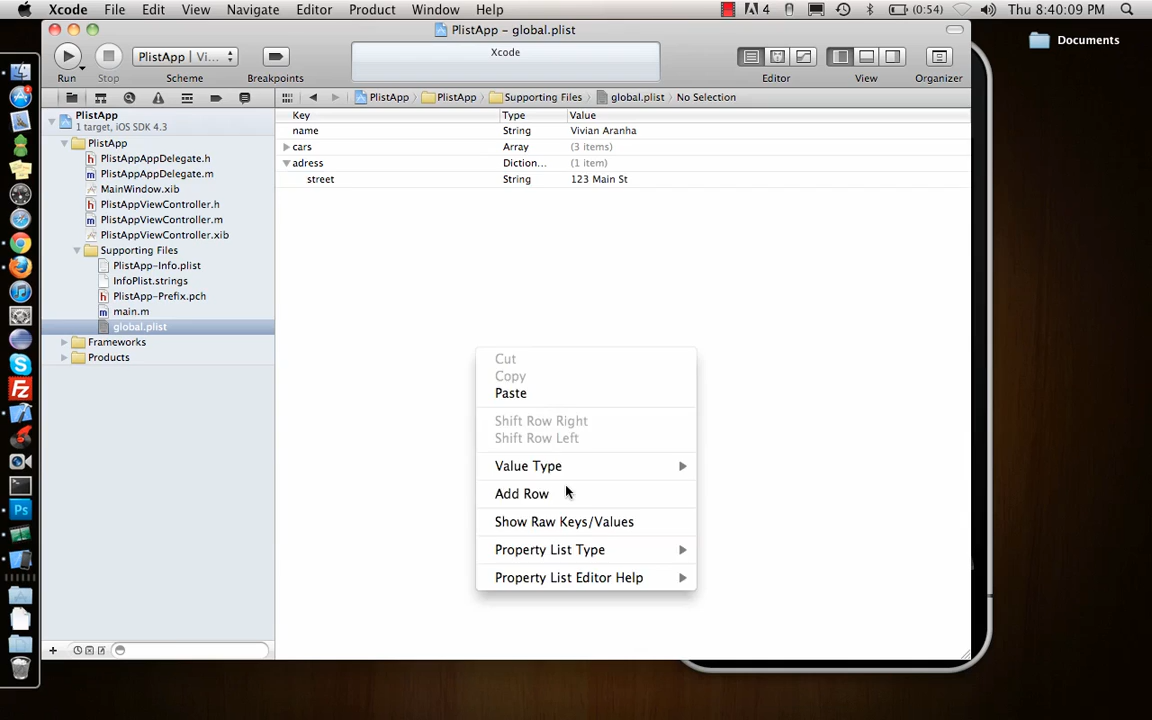 Xcode File Edit View Navigate Editor Product Window Help 4 (0:54) Thu 8:40:09 PM
PlistApp – global.plist
Documents
PlistApp | Vi...
Xcode
Run Stop Scheme Breakpoints Editor View Organizer
PlistApp
1 target, iOS SDK 4.3
PlistApp
PlistAppAppDelegate.h
PlistAppAppDelegate.m
MainWindow.xib
PlistAppViewController.h
PlistAppViewController.m
PlistAppViewController.xib
Supporting Files
PlistApp-Info.plist
InfoPlist.strings
PlistApp-Prefix.pch
main.m
global.plist
Frameworks
Products
PlistApp PlistApp Supporting Files global.plist No Selection
Key Type Value
name String Vivian Aranha
cars Array (3 items)
adress Diction... (1 item)
street String 123 Main St
Cut
Copy
Paste
Shift Row Right
Shift Row Left
Value Type
Add Row
Show Raw Keys/Values
Property List Type
Property List Editor Help